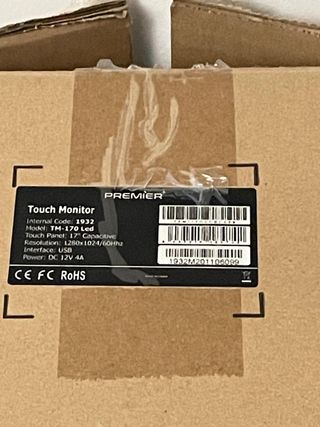 PREMIER
Touch Monitor
Internal Code: 1932
Model: TM-170 Led
Touch Panel: 17" Capacitive
Resolution: 1280x1024/60Hhz
Interface: USB
Power: DC 12V 4A
CE FC RoHS
1932M201106099